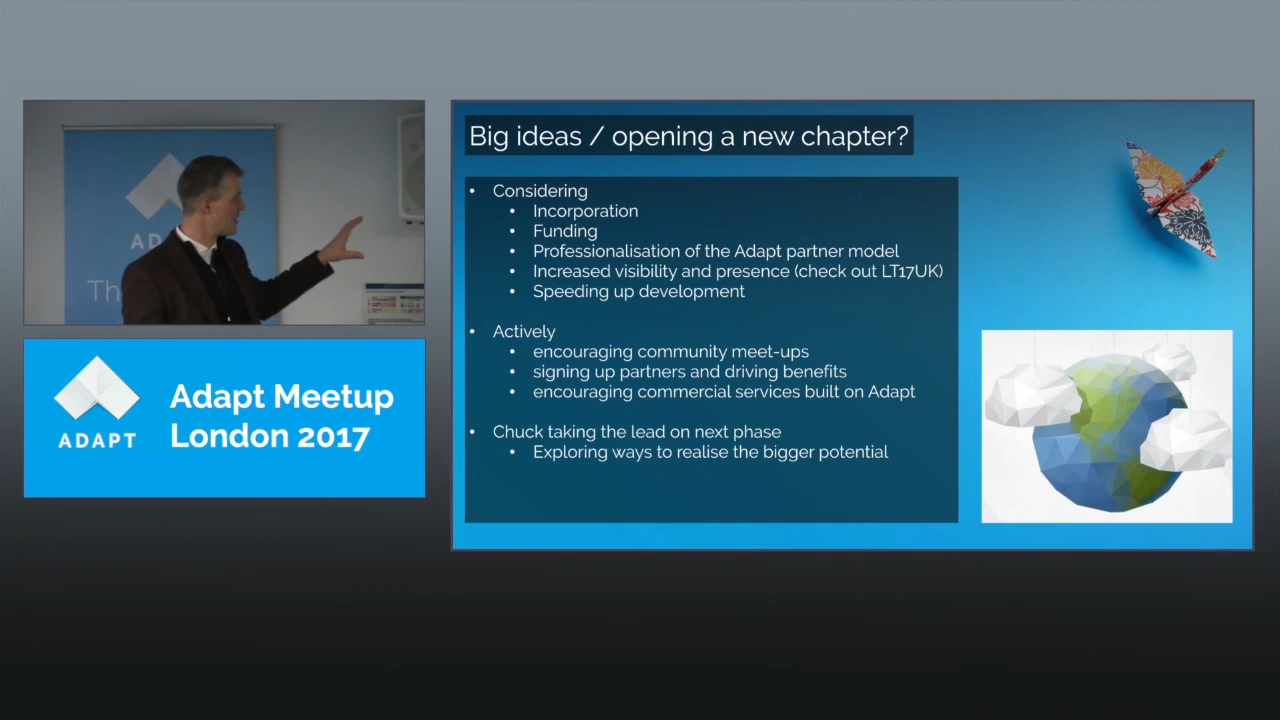 AD
Th
ADAPT
Adapt Meetup
London 2017
Big ideas / opening a new chapter?
• Considering
• Incorporation
• Funding
• Professionalisation of the Adapt partner model
• Increased visibility and presence (check out LT17UK)
• Speeding up development
• Actively
• encouraging community meet-ups
• signing up partners and driving benefits
• encouraging commercial services built on Adapt
• Chuck taking the lead on next phase
• Exploring ways to realise the bigger potential